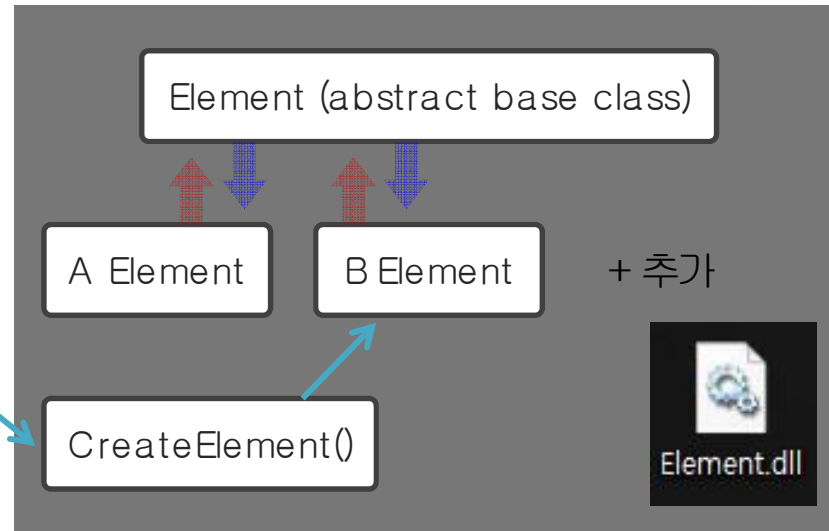 Element (abstract base class)
A Element
B Element
+ 추가
CreateElement()
Element.dll